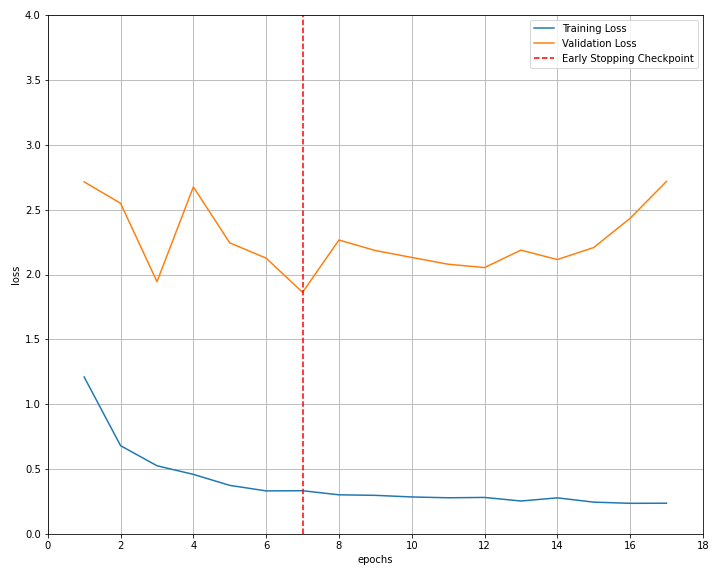 4.0
3.5
3.0
2.5
2.0
1.5
1.0
0.5
0.0
loss
Training Loss
Validation Loss
Early Stopping Checkpoint
0 2 4 6 8 10 12 14 16 18
epochs